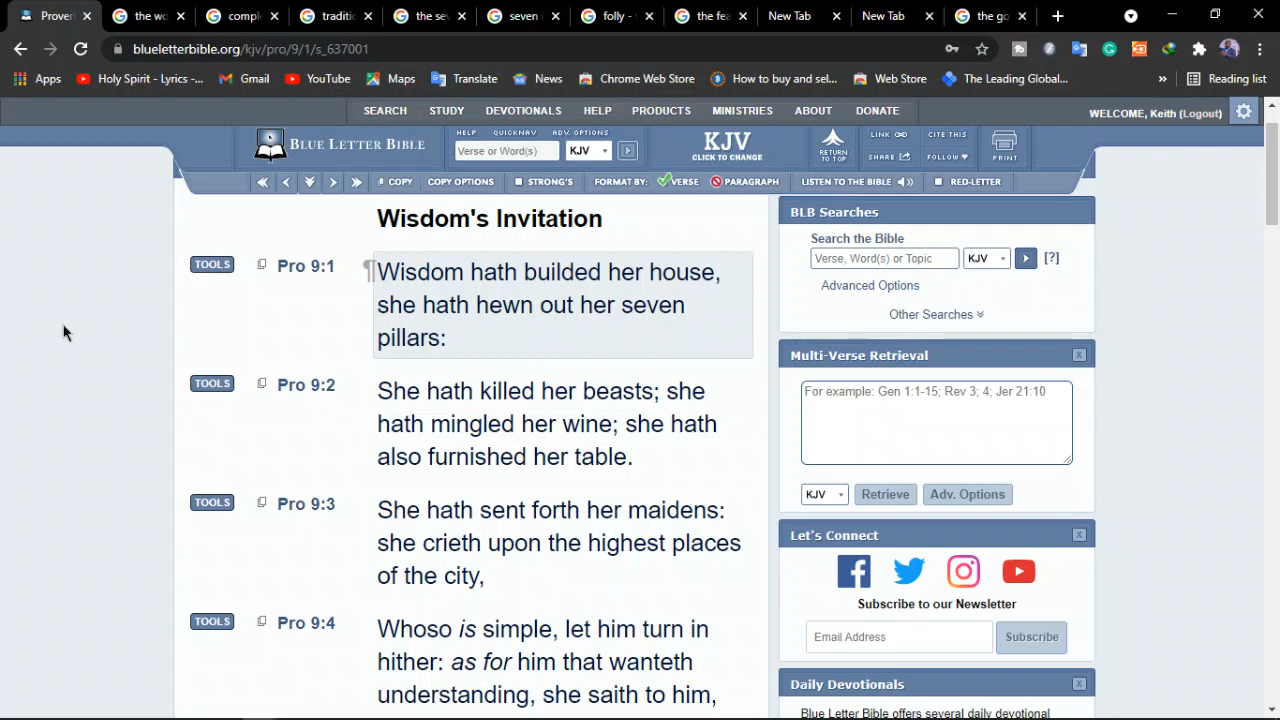 Prover
the wo
comple
traditic
the sev
seven i
folly - G
the fea
New Tab
New Tab
the go
blueletterbible.org/kjv/pro/9/1/s_637001
Apps
Holy Spirit - Lyrics -...
Gmail
YouTube
Maps
Translate
News
Chrome Web Store
How to buy and sel...
Web Store
The Leading Global...
»
Reading list
SEARCH STUDY DEVOTIONALS HELP PRODUCTS MINISTRIES ABOUT DONATE
WELCOME, Keith (Logout)
BLUE LETTER BIBLE
HELP QUICKNAV ADV. OPTIONS
Verse or Word(s) KJV
KJV
CLICK TO CHANGE
RETURN
TO TOP
LINK CITE THIS
SHARE FOLLOW
PRINT
COPY COPY OPTIONS STRONG'S FORMAT BY: VERSE PARAGRAPH LISTEN TO THE BIBLE RED-LETTER
Wisdom's Invitation
TOOLS Pro 9:1 ¶Wisdom hath builded her house,
she hath hewn out her seven
pillars:
TOOLS Pro 9:2 She hath killed her beasts; she
hath mingled her wine; she hath
also furnished her table.
TOOLS Pro 9:3 She hath sent forth her maidens:
she crieth upon the highest places
of the city,
TOOLS Pro 9:4 Whoso is simple, let him turn in
hither: as for him that wanteth
understanding, she saith to him,
BLB Searches
Search the Bible
Verse, Word(s) or Topic KJV [?]
Advanced Options
Other Searches
Multi-Verse Retrieval x
For example: Gen 1:1-15; Rev 3; 4; Jer 21:10
KJV Retrieve Adv. Options
Let's Connect x
Subscribe to our Newsletter
Email Address Subscribe
Daily Devotionals x
Blue Letter Bible offers several daily devotional